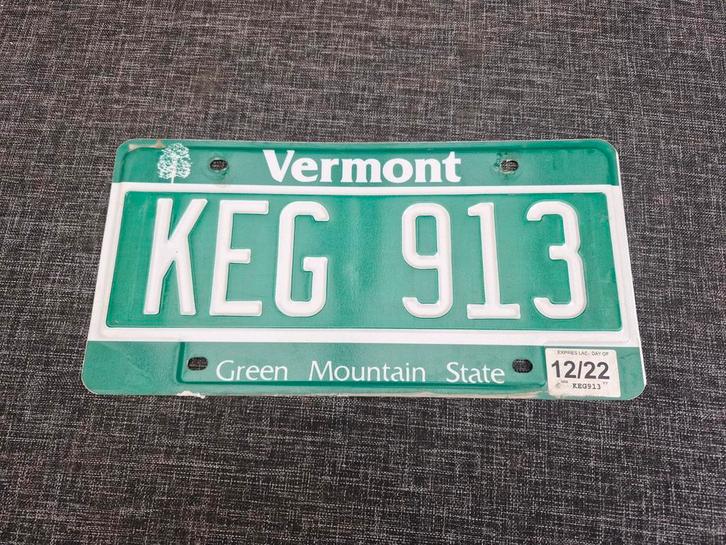 Vermont
KEG 913
Green Mountain State
12/22
KEG913